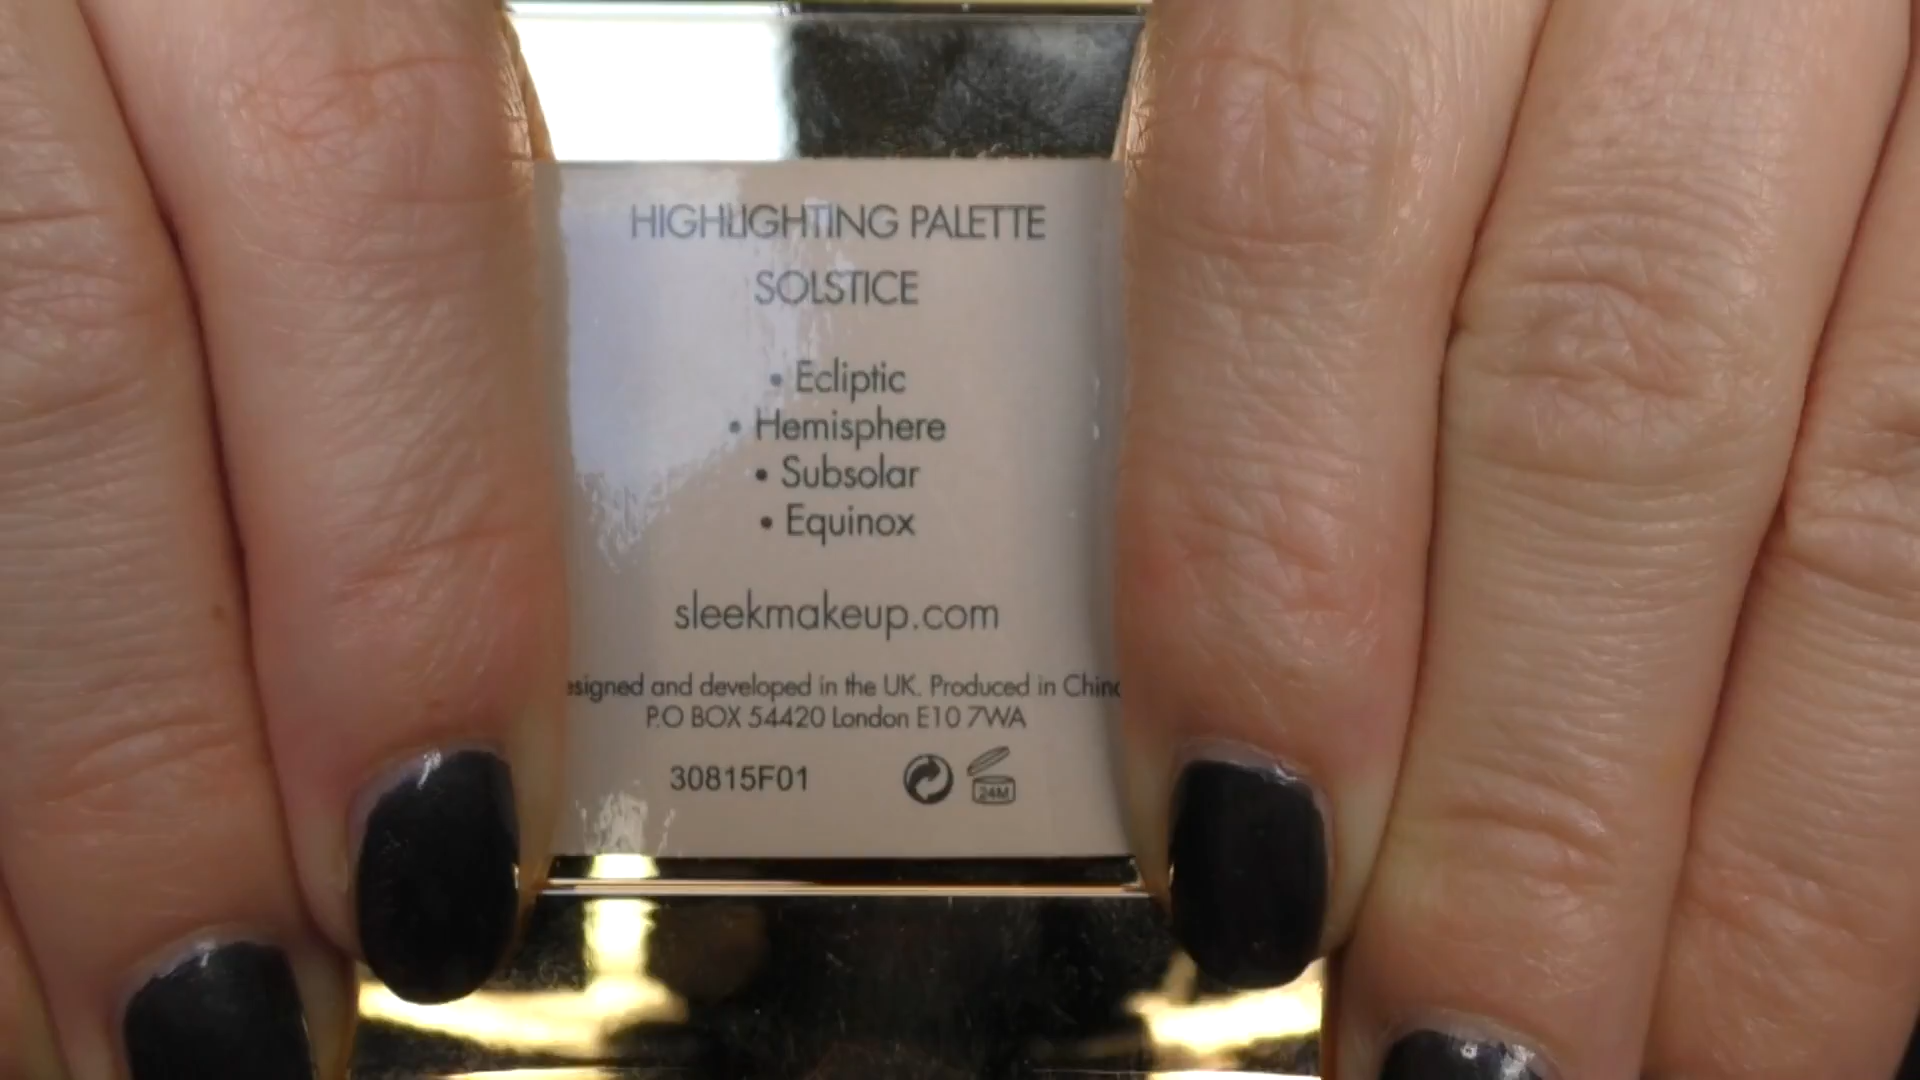 HIGHLIGHTING PALETTE
SOLSTICE
• Ecliptic
• Hemisphere
• Subsolar
• Equinox
sleekmakeup.com
esigned and developed in the UK. Produced in Chin
P.O BOX 54420 London E10 7WA
30815F01
24M